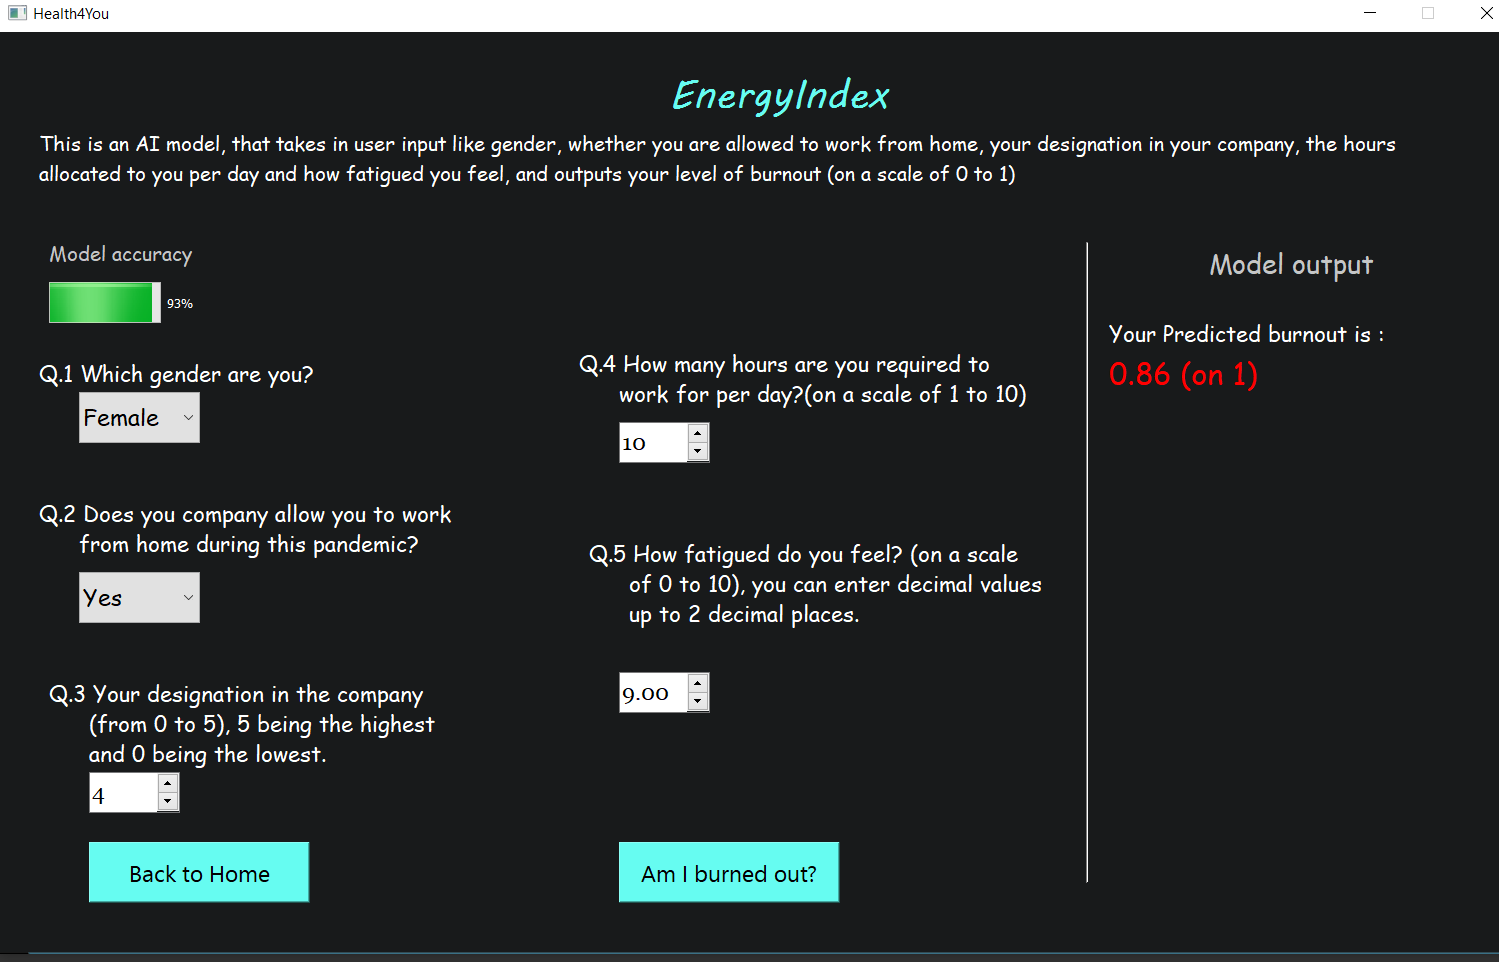 Health4You
EnergyIndex
This is an AI model, that takes in user input like gender, whether you are allowed to work from home, your designation in your company, the hours
allocated to you per day and how fatigued you feel, and outputs your level of burnout (on a scale of 0 to 1)
Model accuracy
93%
Q.1 Which gender are you?
Female
Q.2 Does you company allow you to work
from home during this pandemic?
Yes
Q.3 Your designation in the company
(from 0 to 5), 5 being the highest
and 0 being the lowest.
4
Back to Home
Q.4 How many hours are you required to
work for per day?(on a scale of 1 to 10)
10
Q.5 How fatigued do you feel? (on a scale
of 0 to 10), you can enter decimal values
up to 2 decimal places.
9.00
Am I burned out?
Model output
Your Predicted burnout is :
0.86 (on 1)